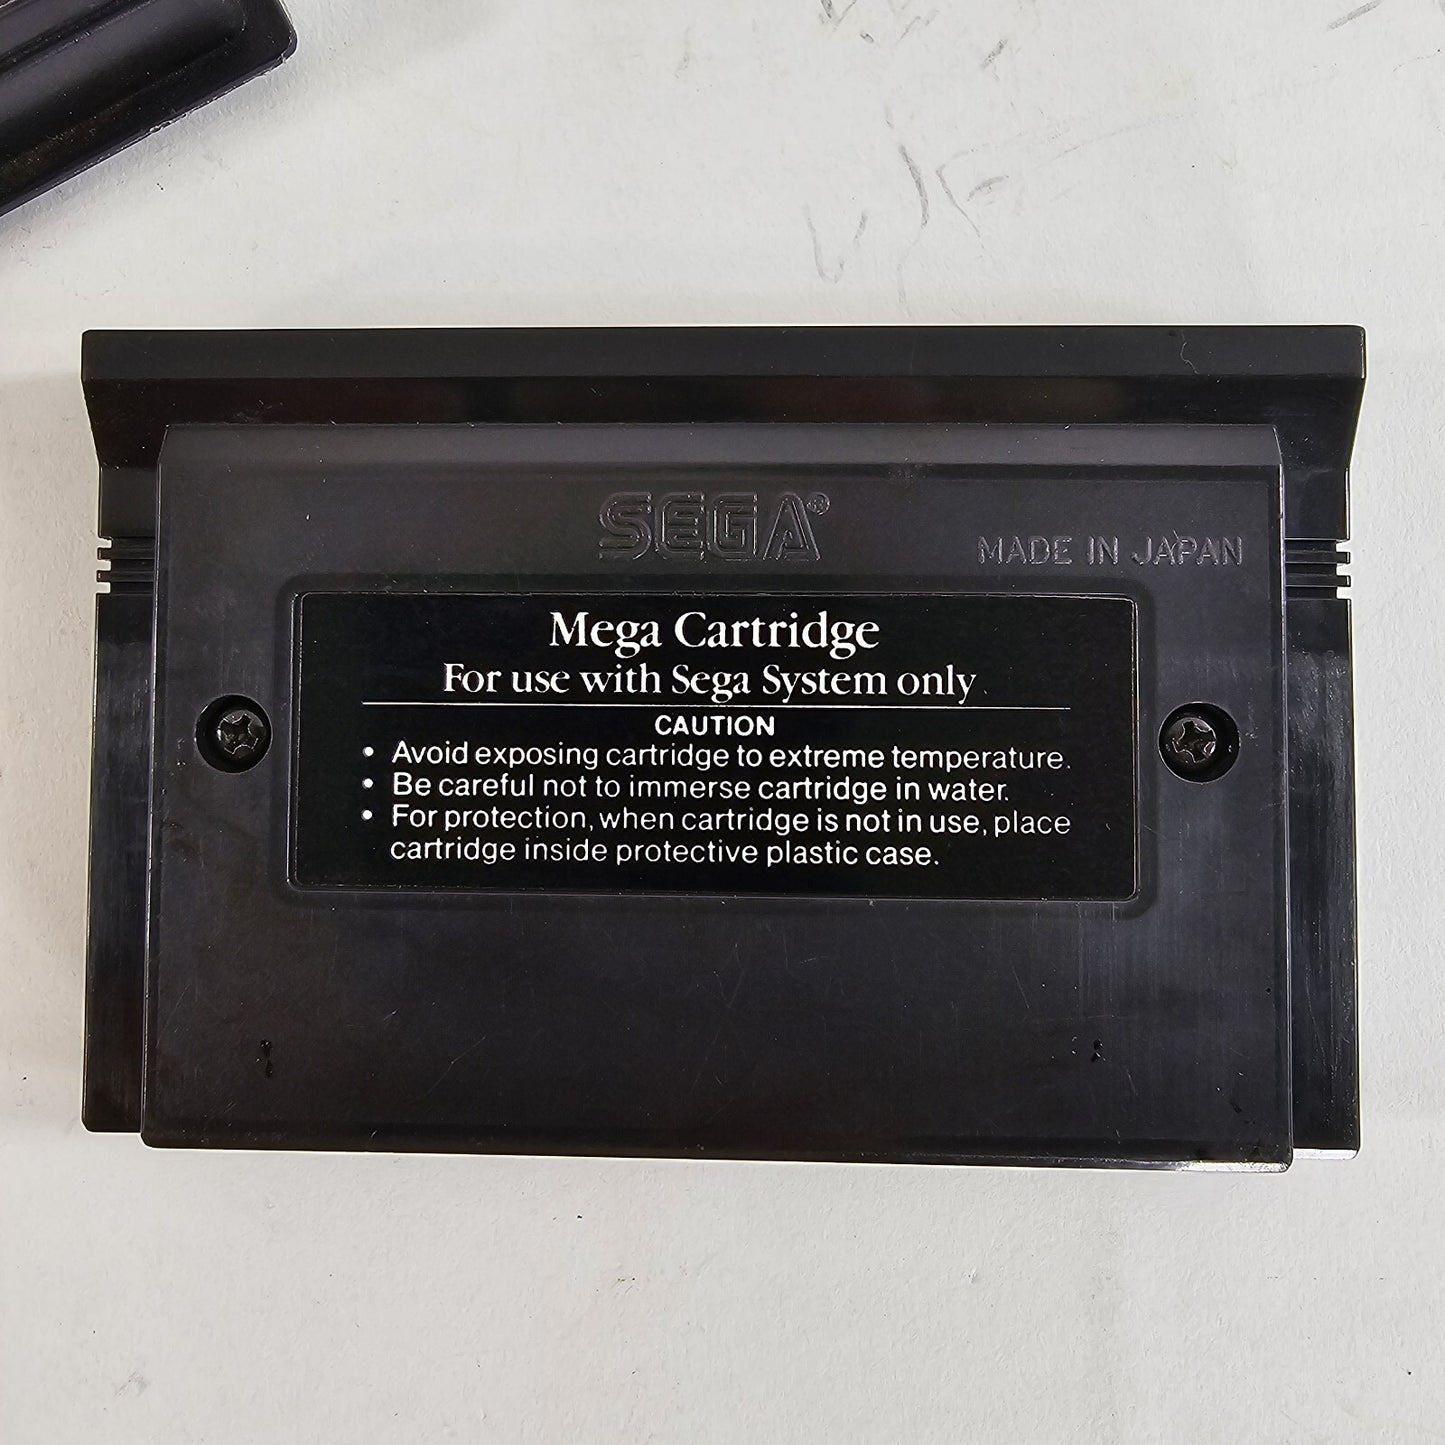 SEGA®
MADE IN JAPAN
Mega Cartridge
For use with Sega System only
CAUTION
• Avoid exposing cartridge to extreme temperature.
• Be careful not to immerse cartridge in water.
• For protection, when cartridge is not in use, place
cartridge inside protective plastic case.